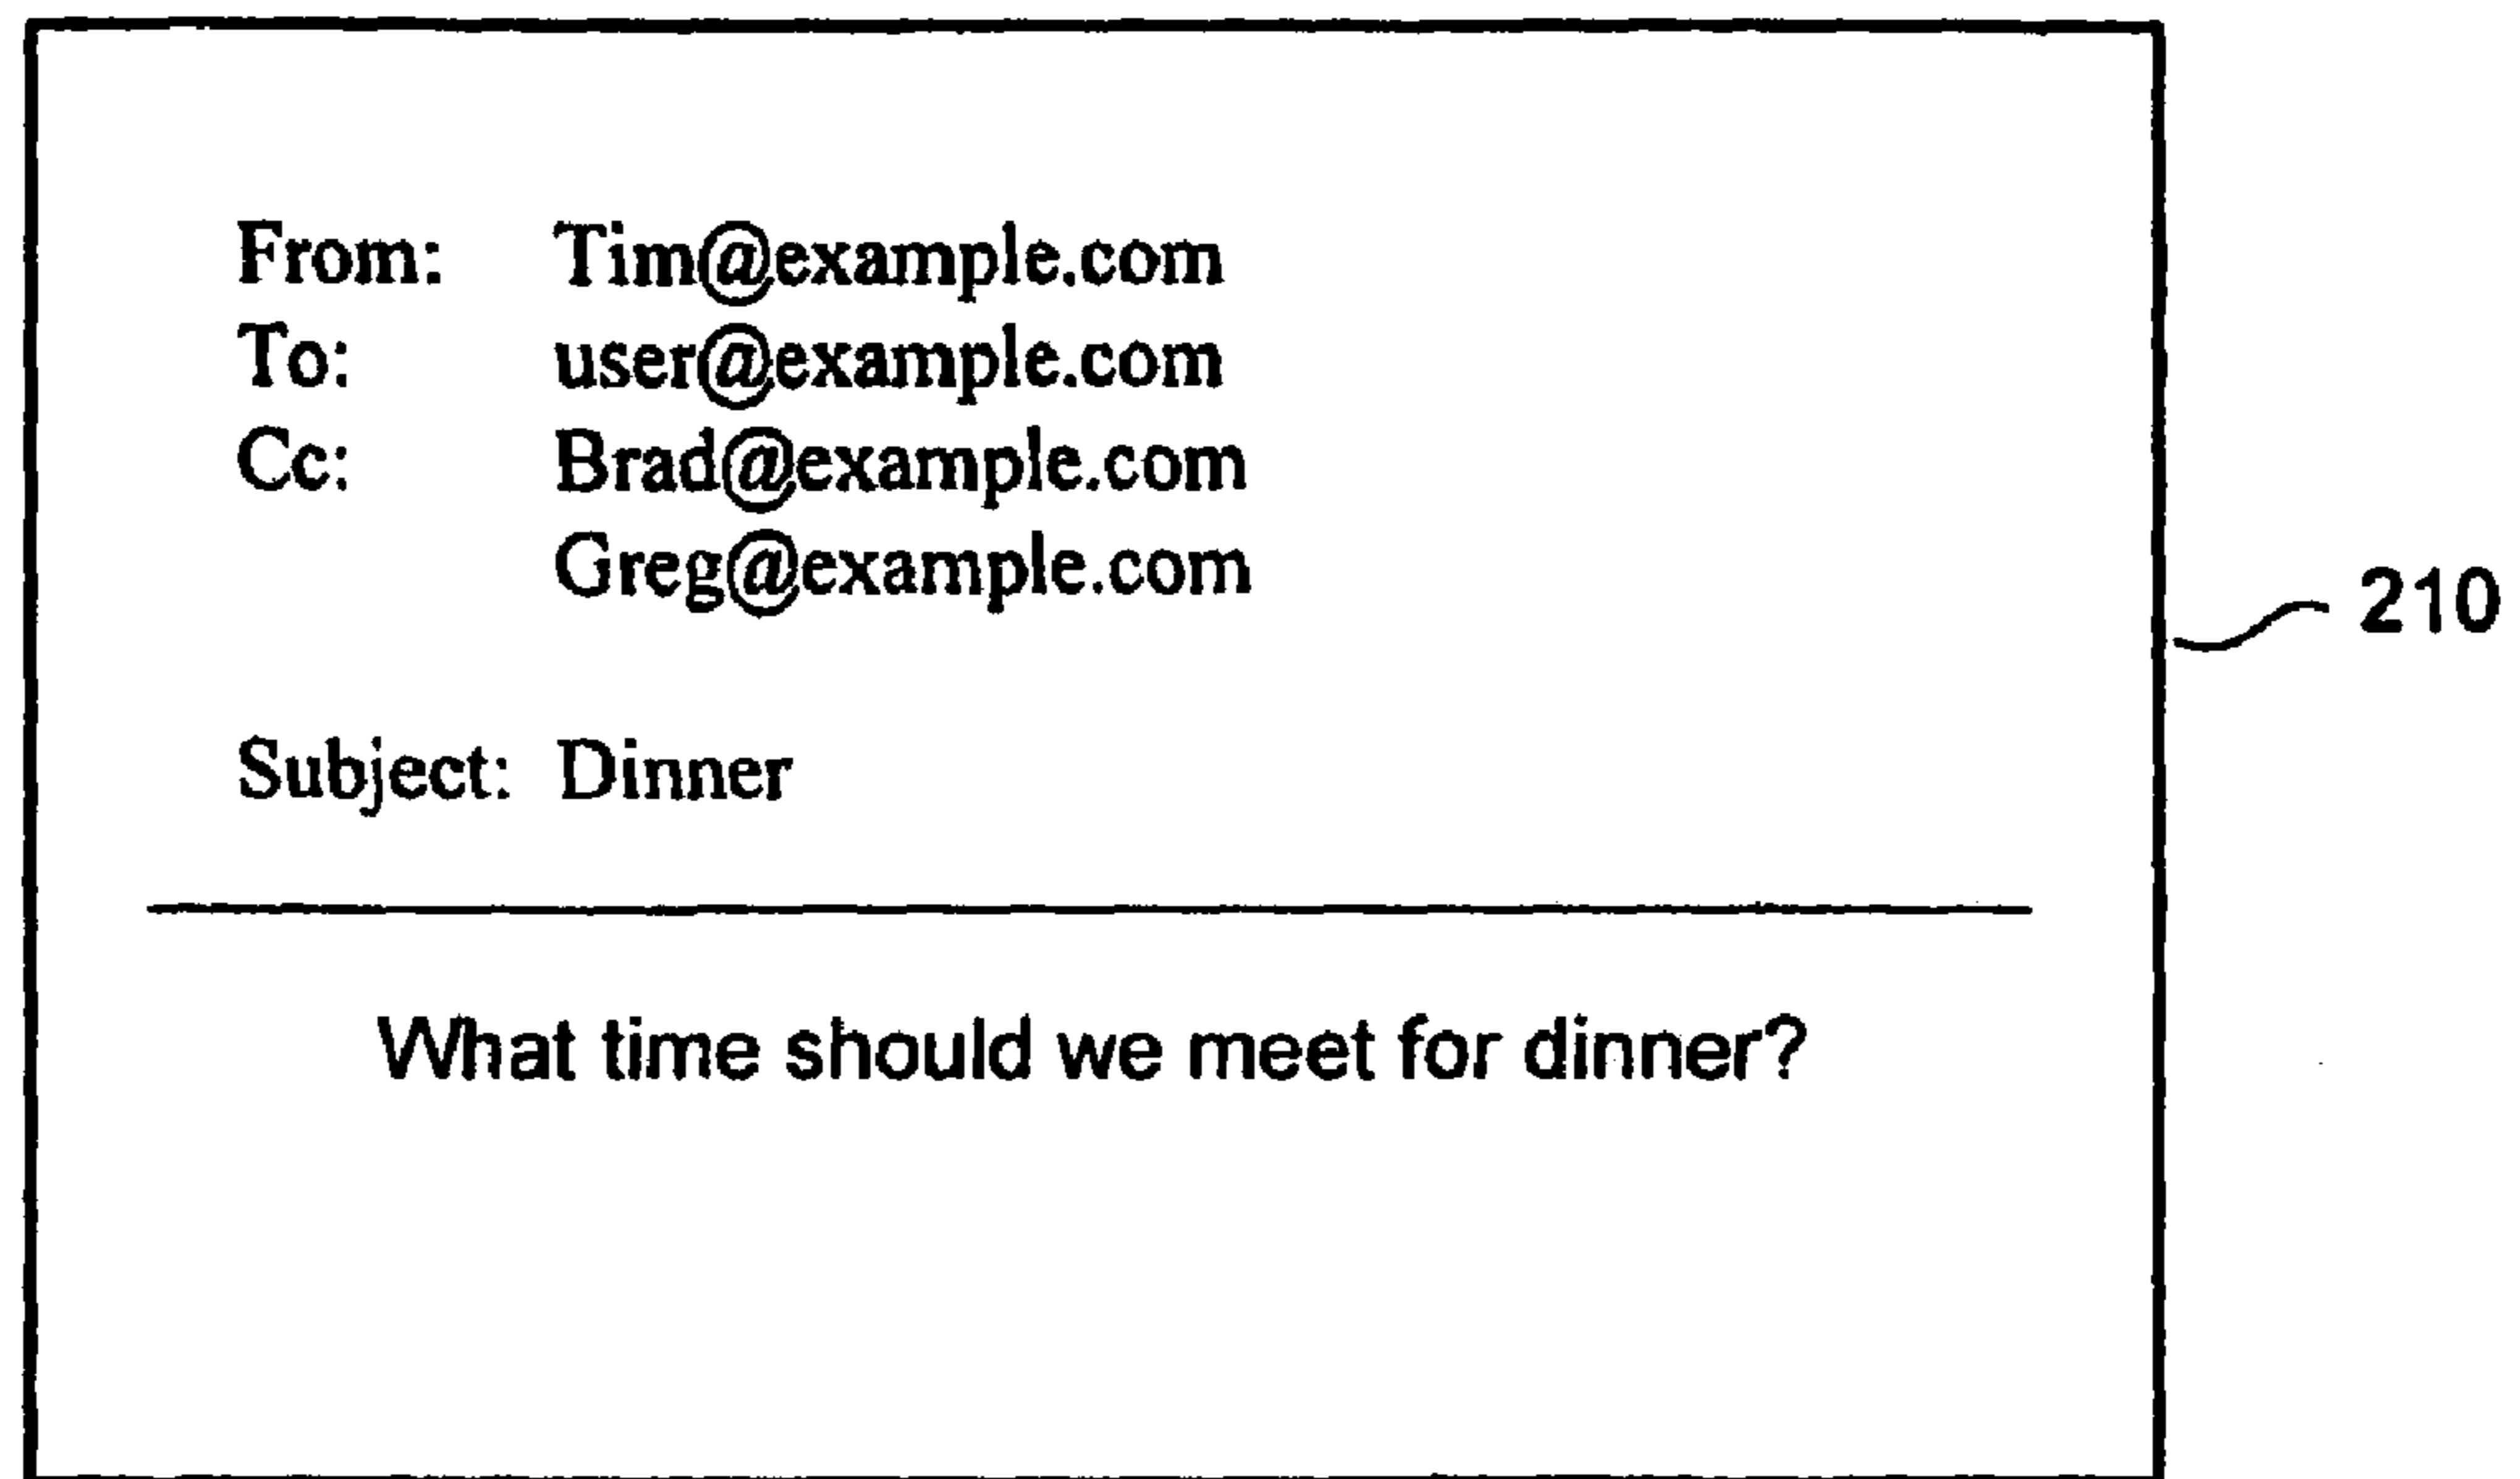 From: Tim@example.com
To: user@example.com
Cc: Brad@example.com
Greg@example.com
210
Subject: Dinner
What time should we meet for dinner?